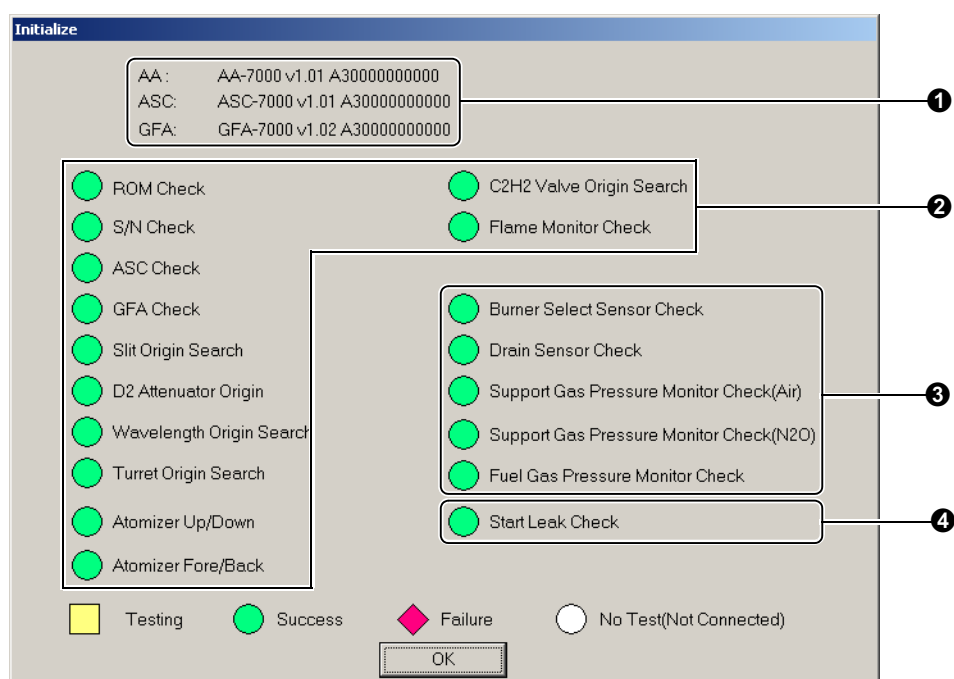 Initialize
AA: AA-7000 v1.01 A30000000000
ASC: ASC-7000 v1.01 A30000000000
GFA: GFA-7000 v1.02 A30000000000
1
ROM Check
S/N Check
ASC Check
GFA Check
Slit Origin Search
D2 Attenuator Origin
Wavelength Origin Search
Turret Origin Search
Atomizer Up/Down
Atomizer Fore/Back
C2H2 Valve Origin Search
Flame Monitor Check
2
Burner Select Sensor Check
Drain Sensor Check
Support Gas Pressure Monitor Check(Air)
Support Gas Pressure Monitor Check(N2O)
Fuel Gas Pressure Monitor Check
3
Start Leak Check
4
Testing Success Failure No Test(Not Connected)
OK